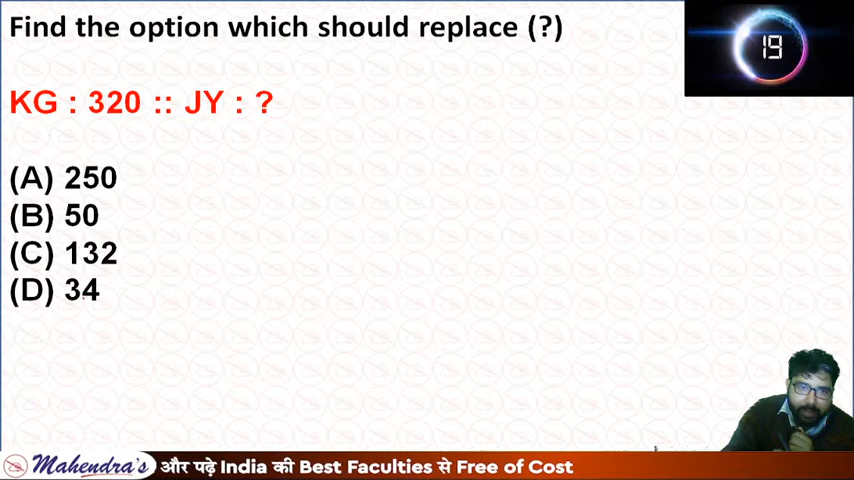 Find the option which should replace (?)
19
KG : 320 :: JY : ?
(A) 250
(B) 50
(C) 132
(D) 34
Mahendra's और पढ़े India की Best Faculties से Free of Cost